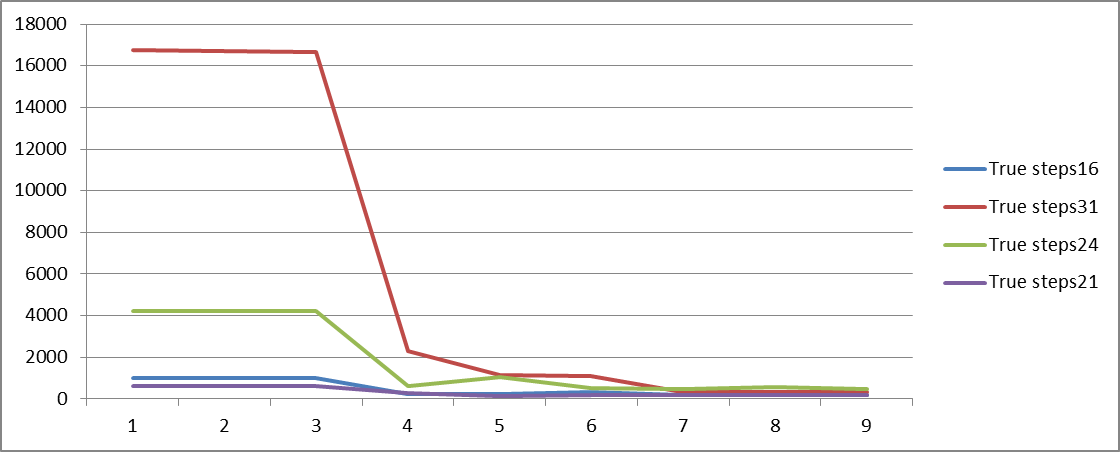 18000
16000
14000
12000
10000
8000
6000
4000
2000
0
1 2 3 4 5 6 7 8 9
True steps16
True steps31
True steps24
True steps21